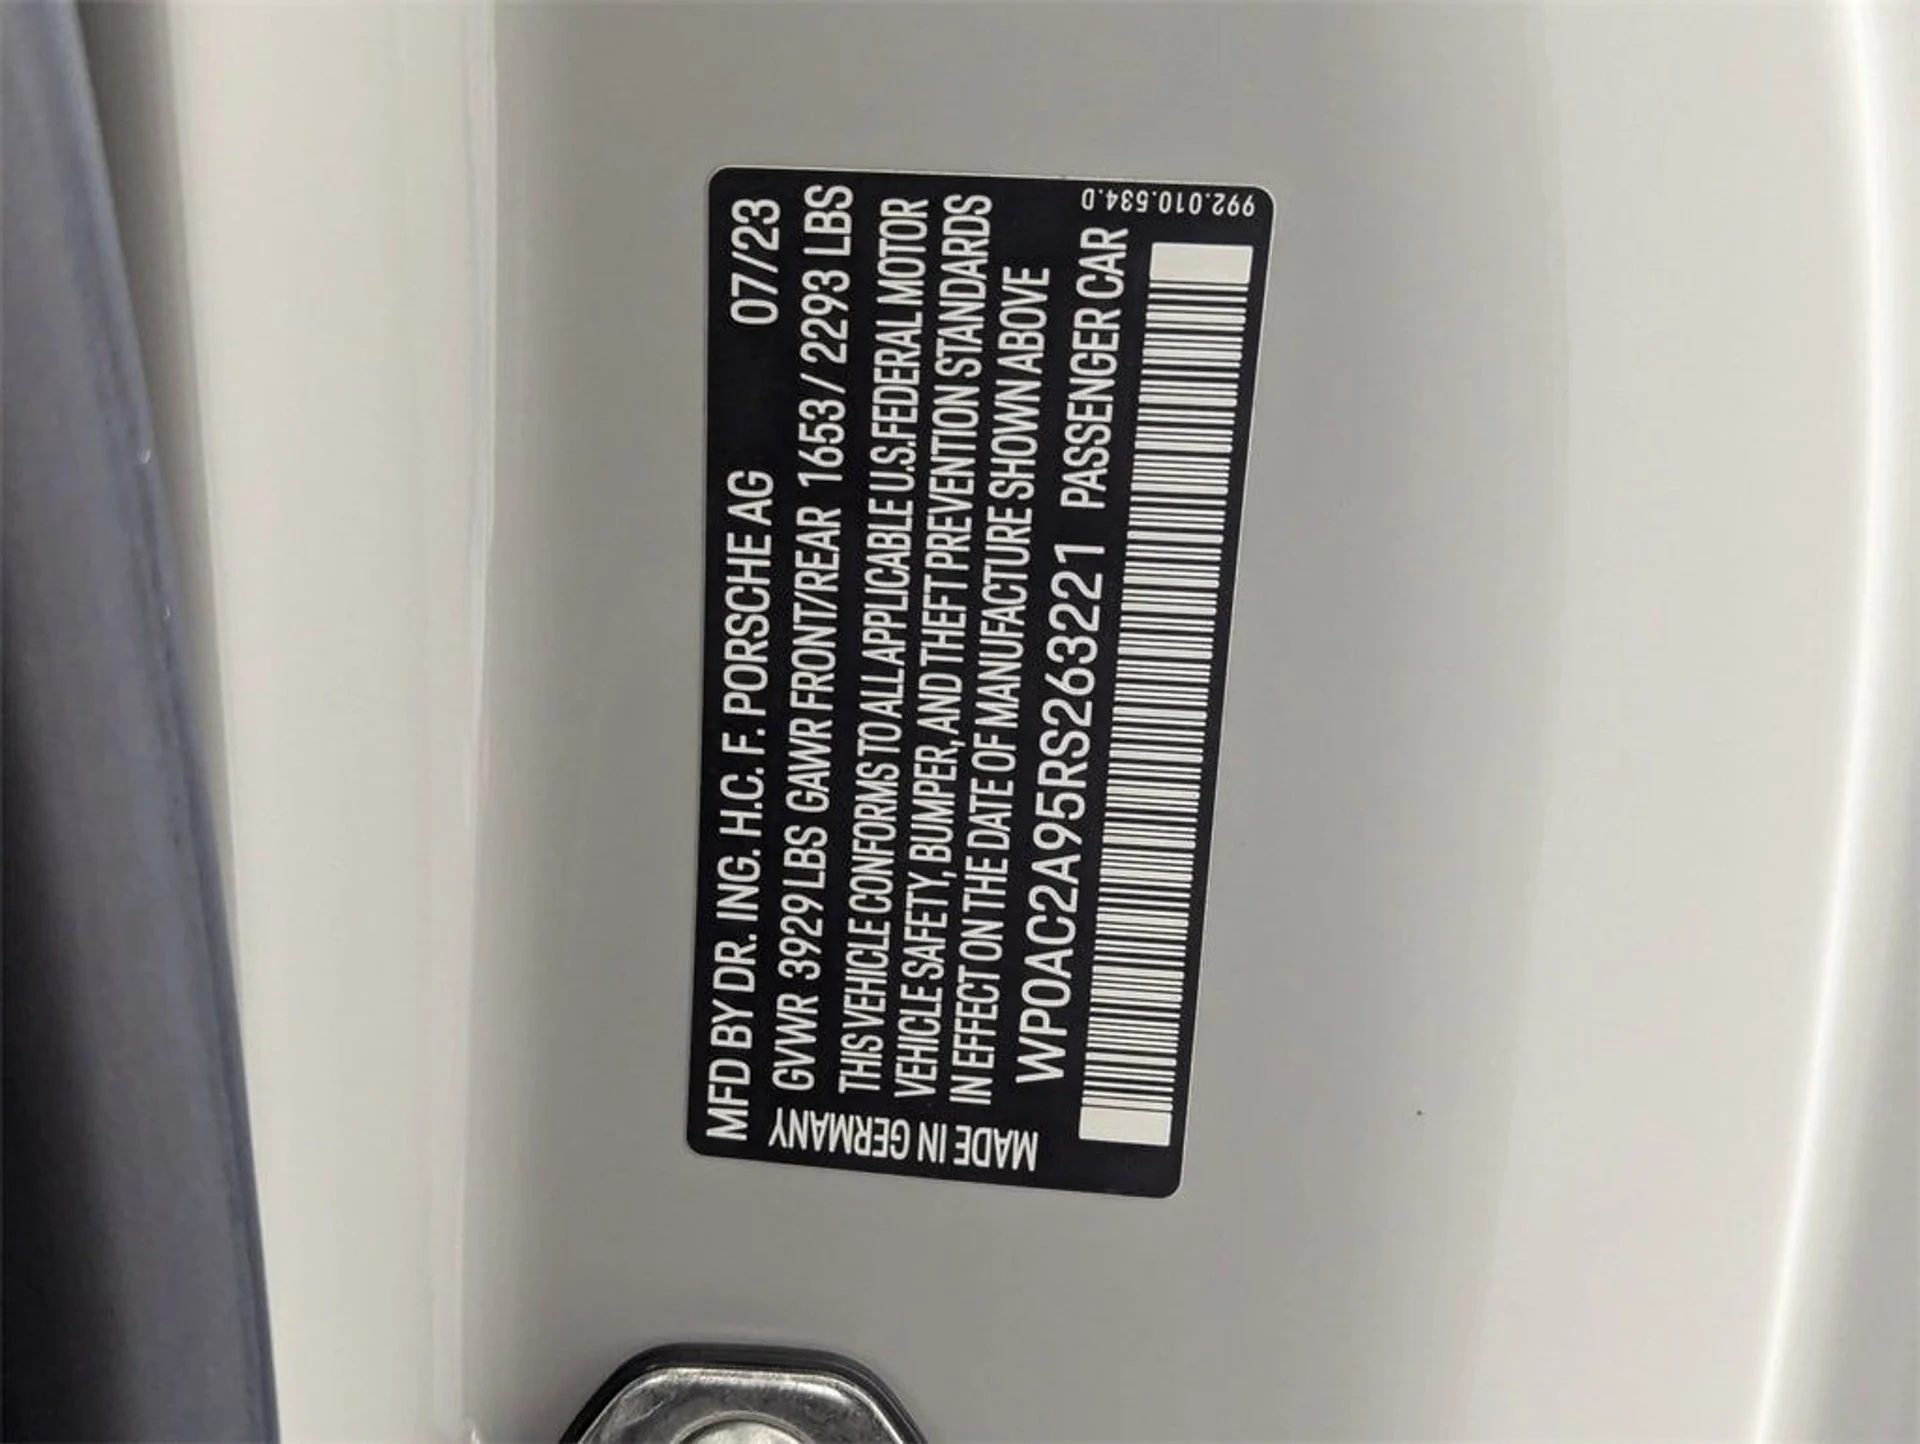 MFD BY DR. ING. H.C. F. PORSCHE AG 07/23
GVWR 3929 LBS GAWR FRONT/REAR 1653 / 2293 LBS
THIS VEHICLE CONFORMS TO ALL APPLICABLE U.S. FEDERAL MOTOR
VEHICLE SAFETY, BUMPER, AND THEFT PREVENTION STANDARDS
IN EFFECT ON THE DATE OF MANUFACTURE SHOWN ABOVE
WP0AC2A95RS263221 PASSENGER CAR
MADE IN GERMANY
992.010.534.D